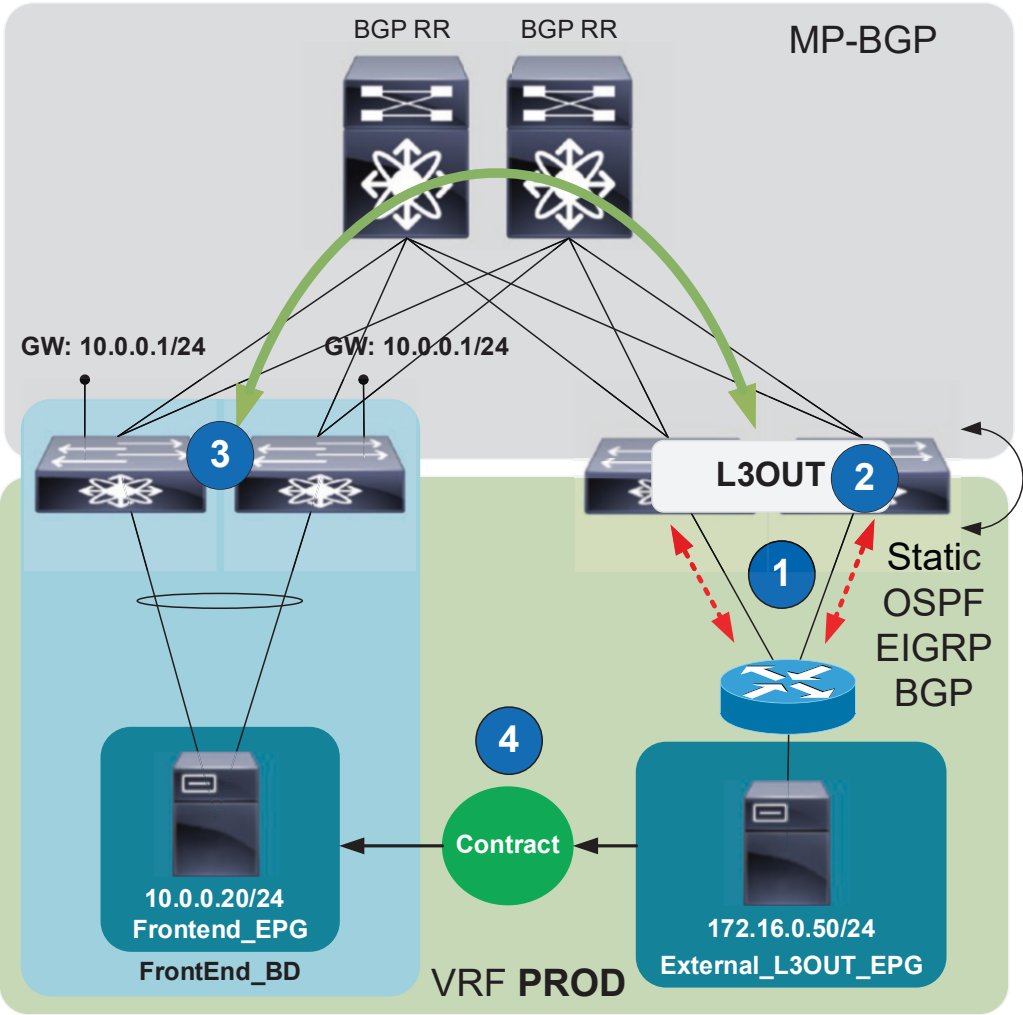 BGP RR
BGP RR
MP-BGP
GW: 10.0.0.1/24
GW: 10.0.0.1/24
3
L3OUT
2
1
Static
OSPF
EIGRP
BGP
4
Contract
10.0.0.20/24
Frontend_EPG
FrontEnd_BD
172.16.0.50/24
External_L3OUT_EPG
VRF PROD